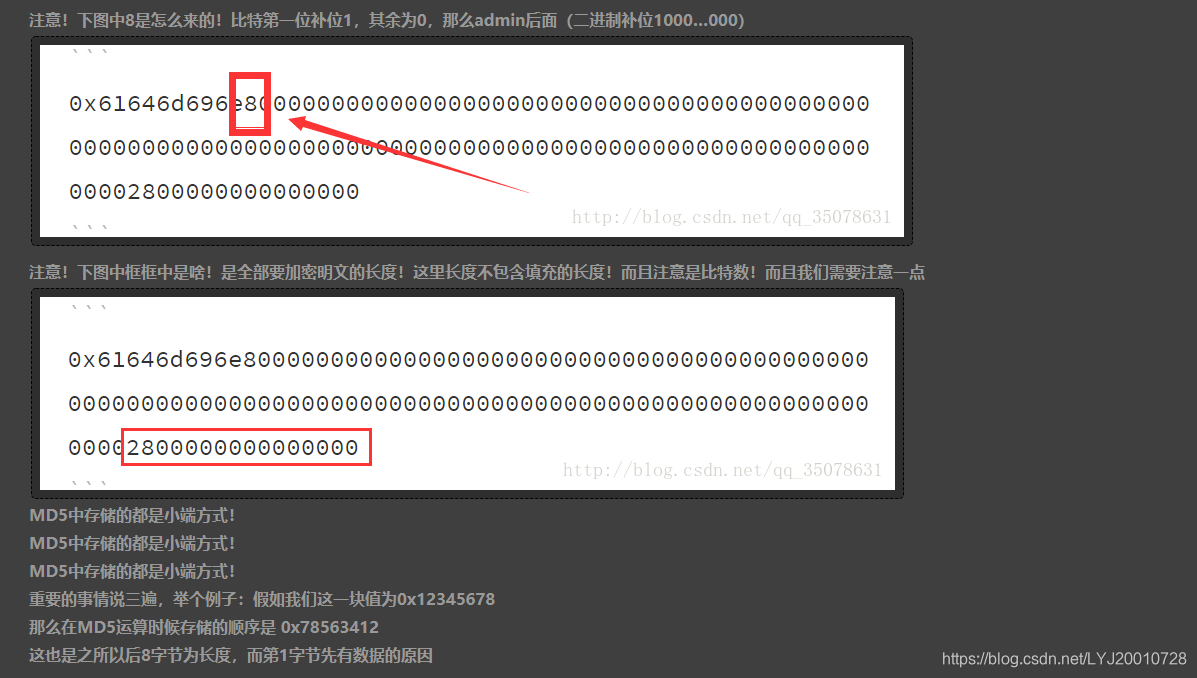 注意！下图中8是怎么来的！比特第一位补位1，其余为0，那么admin后面（二进制补位1000...000）
```
0x61646d696e8000000000000000000000000000000000000000000
0000000000000000000000000000000000000000000000000000000
00002800000000000000
http://blog.csdn.net/qq_35078631
```
注意！下图中框框中是啥！是全部要加密明文的长度！这里长度不包含填充的长度！而且注意是比特数！而且我们需要注意一点
```
0x61646d696e8000000000000000000000000000000000000000000
0000000000000000000000000000000000000000000000000000000
00002800000000000000
http://blog.csdn.net/qq_35078631
```
MD5中存储的都是小端方式！
MD5中存储的都是小端方式！
MD5中存储的都是小端方式！
重要的事情说三遍，举个例子：假如我们这一块值为0x12345678
那么在MD5运算时候存储的顺序是 0x78563412
这也是之所以后8字节为长度，而第1字节先有数据的原因
https://blog.csdn.net/LYJ20010728